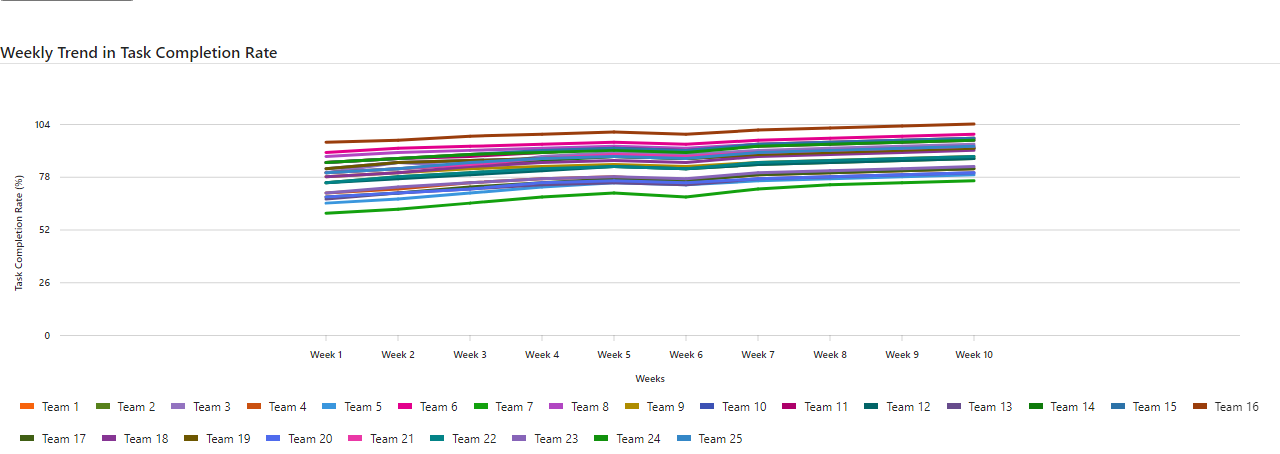 Weekly Trend in Task Completion Rate
104
78
52
26
0
Task Completion Rate (%)
Week 1 Week 2 Week 3 Week 4 Week 5 Week 6 Week 7 Week 8 Week 9 Week 10
Weeks
Team 1 Team 2 Team 3 Team 4 Team 5 Team 6 Team 7 Team 8 Team 9 Team 10 Team 11 Team 12 Team 13 Team 14 Team 15 Team 16
Team 17 Team 18 Team 19 Team 20 Team 21 Team 22 Team 23 Team 24 Team 25